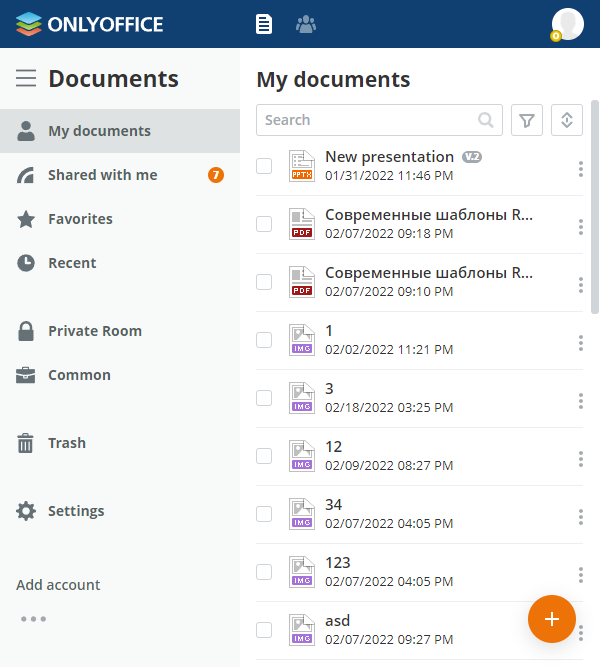 ONLYOFFICE
0
Documents
My documents
Shared with me 7
Favorites
Recent
Private Room
Common
Trash
Settings
Add account
My documents
Search
PPTX New presentation V.2
01/31/2022 11:46 PM
PDF Современные шаблоны R...
02/07/2022 09:18 PM
PDF Современные шаблоны R...
02/07/2022 09:10 PM
IMG 1
02/02/2022 11:21 PM
IMG 3
02/18/2022 03:25 PM
IMG 12
02/09/2022 08:27 PM
IMG 34
02/07/2022 04:05 PM
IMG 123
02/07/2022 04:05 PM
IMG asd
02/07/2022 09:27 PM